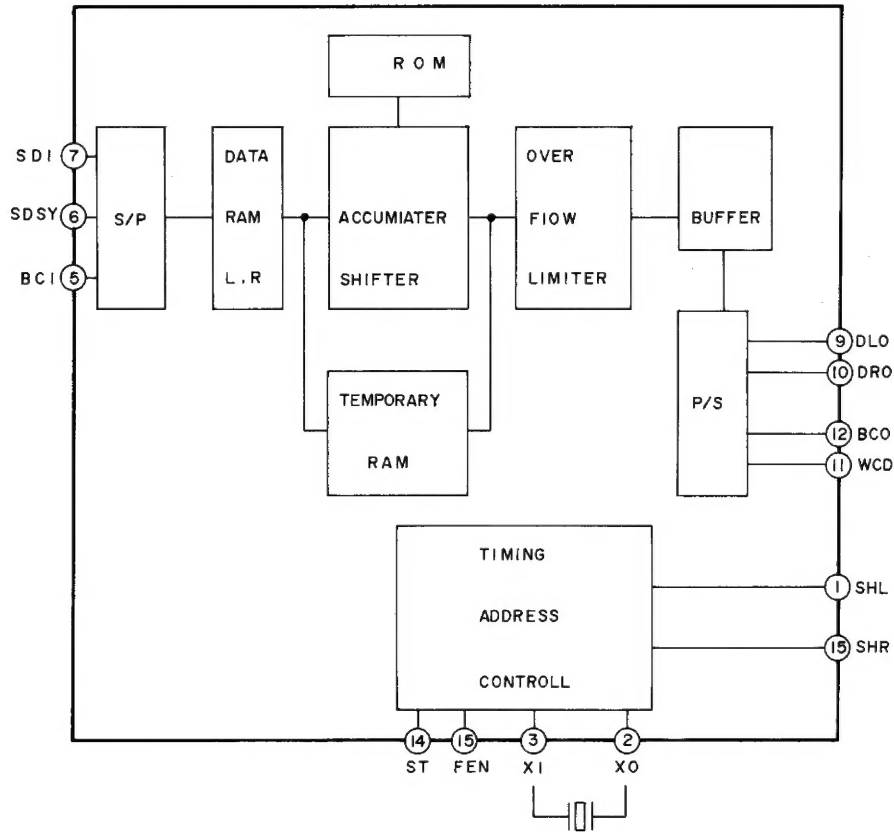 ROM
SDI 7
SDSY 6
BCI 5
S/P
DATA
RAM
L.R
ACCUMIATER
SHIFTER
OVER
FIOW
LIMITER
BUFFER
TEMPORARY
RAM
P/S
9 DLO
10 DRO
12 BCO
11 WCD
TIMING
ADDRESS
CONTROLL
1 SHL
15 SHR
14 15 3 2
ST FEN XI XO